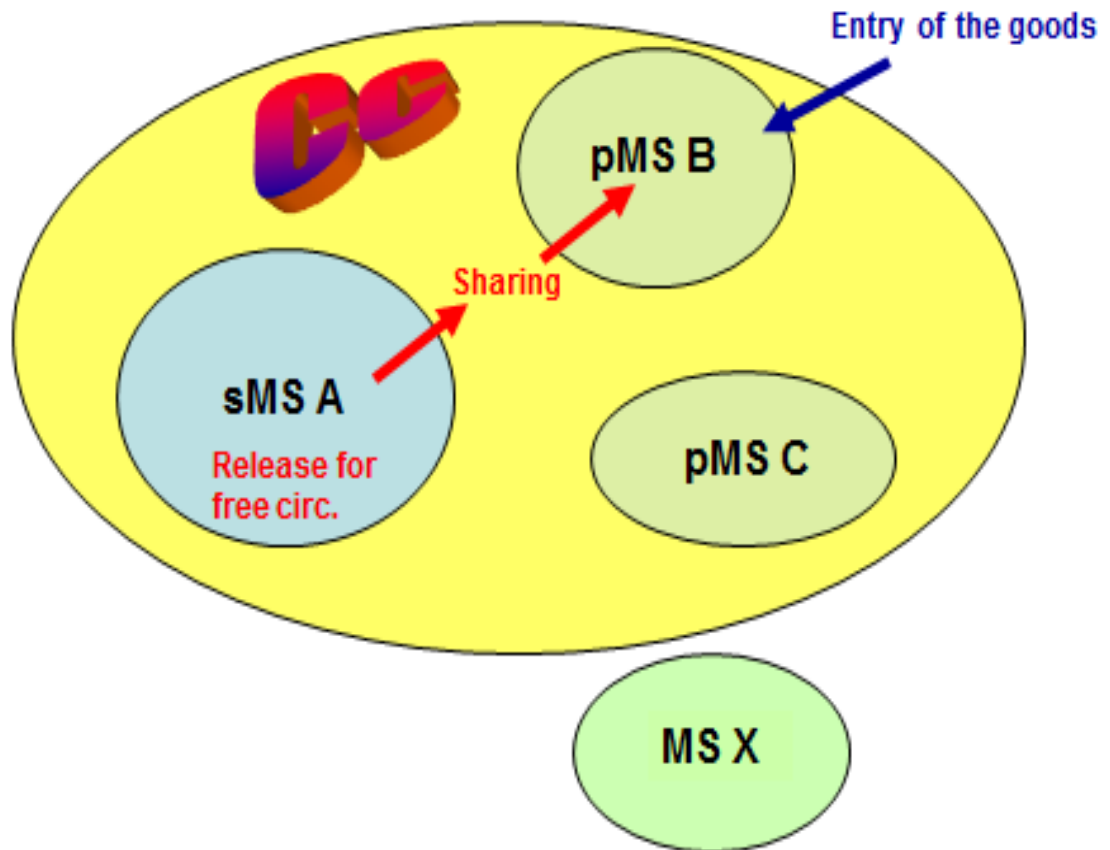 Entry of the goods
Cc
pMS B
Sharing
sMS A
Release for
free circ.
pMS C
MS X